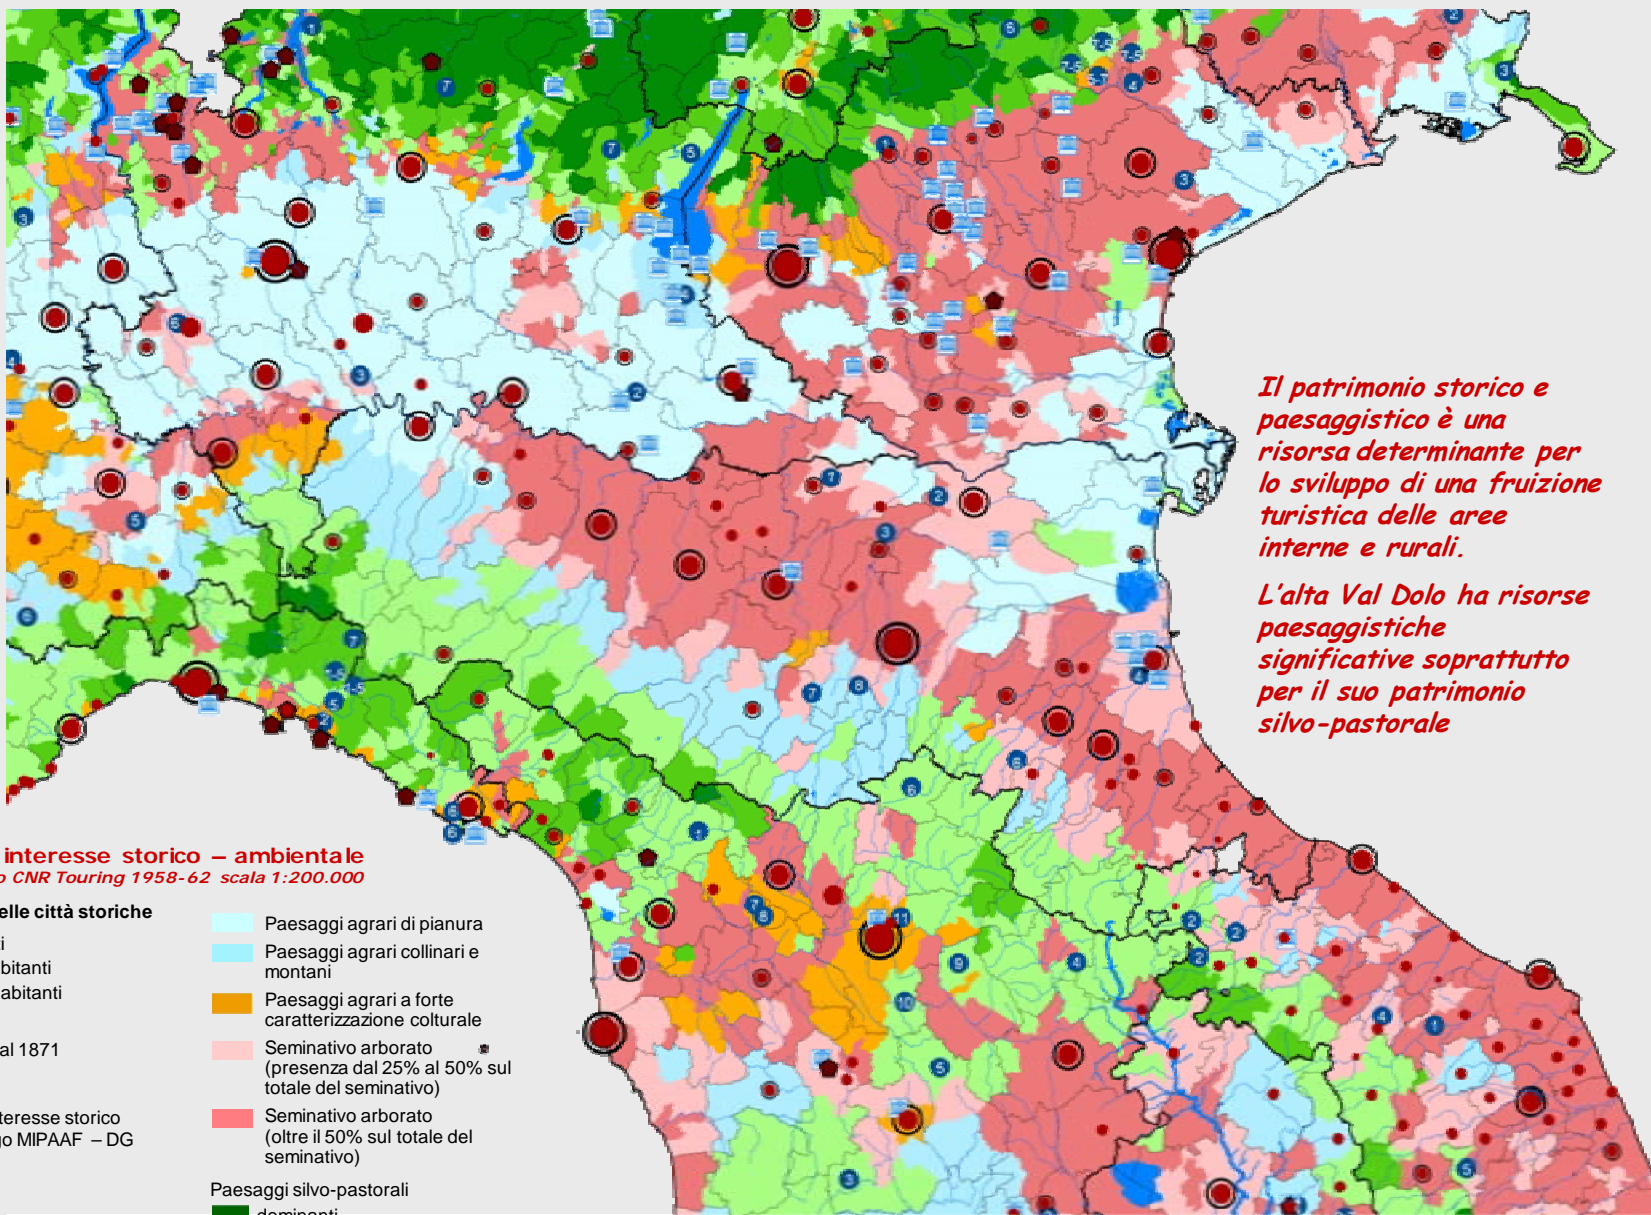 Il patrimonio storico e
paesaggistico è una
risorsa determinante per
lo sviluppo di una fruizione
turistica delle aree
interne e rurali.
L'alta Val Dolo ha risorse
paesaggistiche
significative soprattutto
per il suo patrimonio
silvo-pastorale
interesse storico – ambientale
CNR Touring 1958-62 scala 1:200.000
elle città storiche
ti
bitanti
abitanti
al 1871
teresse storico
go MIPAAF – DG
Paesaggi agrari di pianura
Paesaggi agrari collinari e
montani
Paesaggi agrari a forte
caratterizzazione colturale
Seminativo arborato
(presenza dal 25% al 50% sul
totale del seminativo)
Seminativo arborato
(oltre il 50% sul totale del
seminativo)
Paesaggi silvo-pastorali
dominanti